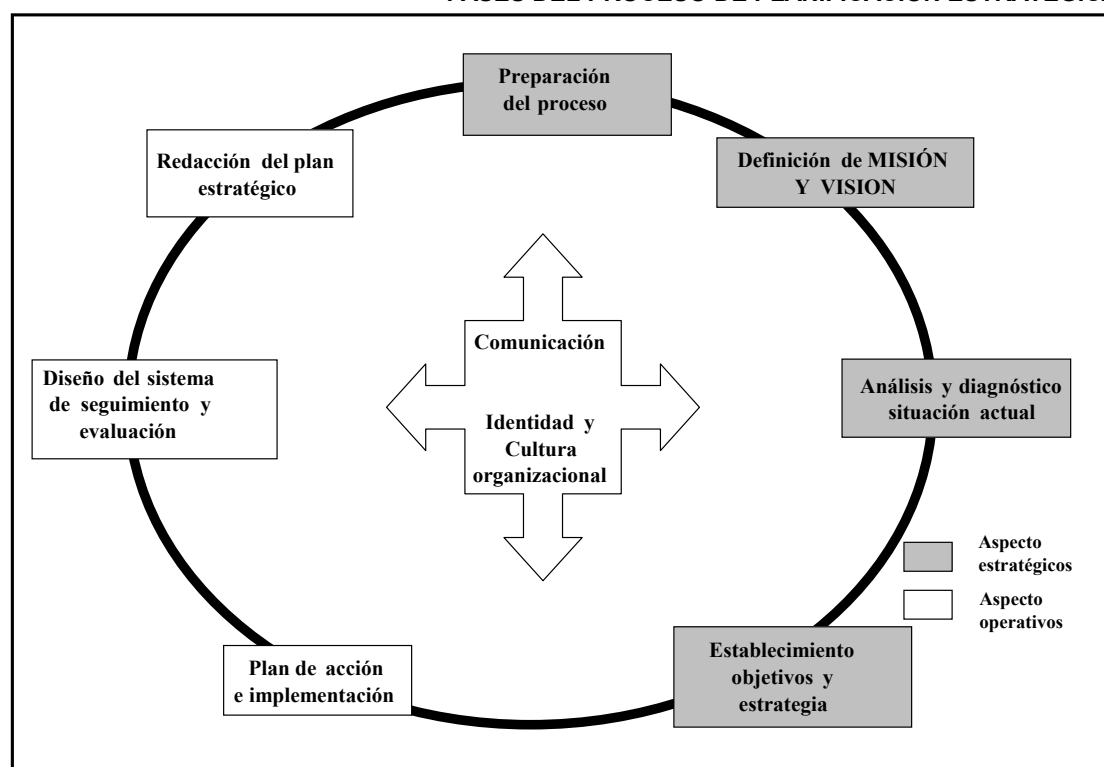 Preparación
del proceso
Definición de MISIÓN
Y VISION
Análisis y diagnóstico
situación actual
Establecimiento
objetivos y
estrategia
Plan de acción
e implementación
Diseño del sistema
de seguimiento y
evaluación
Redacción del plan
estratégico
Comunicación
Identidad y
Cultura
organizacional
Aspecto
estratégicos
Aspecto
operativos